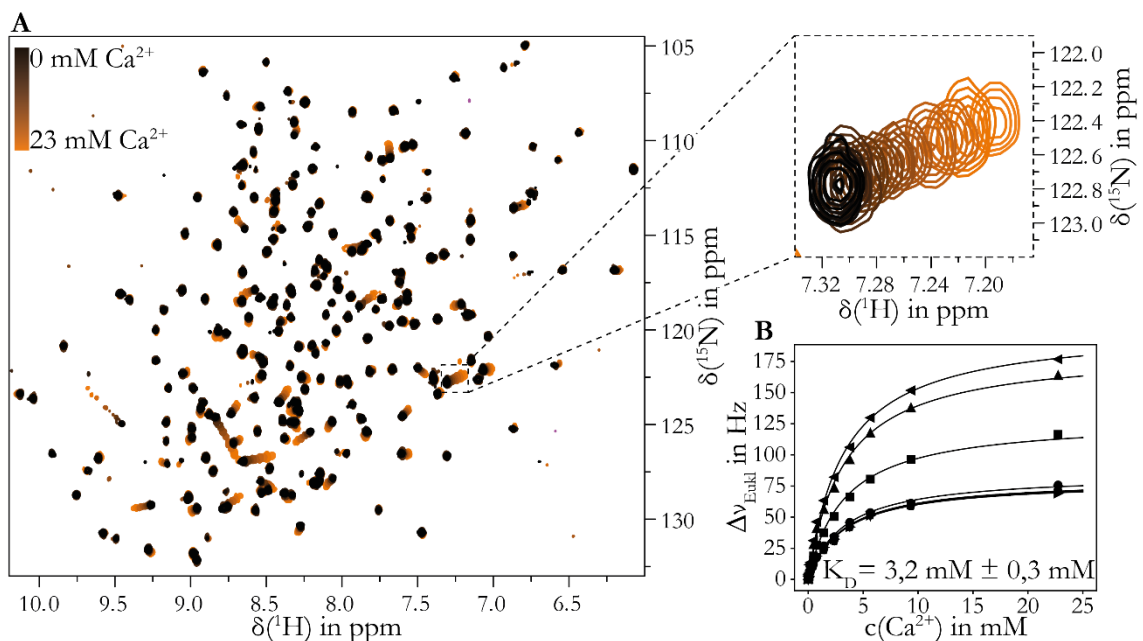 A
0 mM Ca²⁺
23 mM Ca²⁺
105
110
115
120
125
130
δ(¹⁵N) in ppm
10.0 9.5 9.0 8.5 8.0 7.5 7.0 6.5
δ(¹H) in ppm
122.0
122.2
122.4
122.6
122.8
123.0
δ(¹⁵N) in ppm
7.32 7.28 7.24 7.20
δ(¹H) in ppm
B
175
150
125
100
75
50
25
0
Δν_Eukl in Hz
K_D = 3,2 mM ± 0,3 mM
0 5 10 15 20 25
c(Ca²⁺) in mM